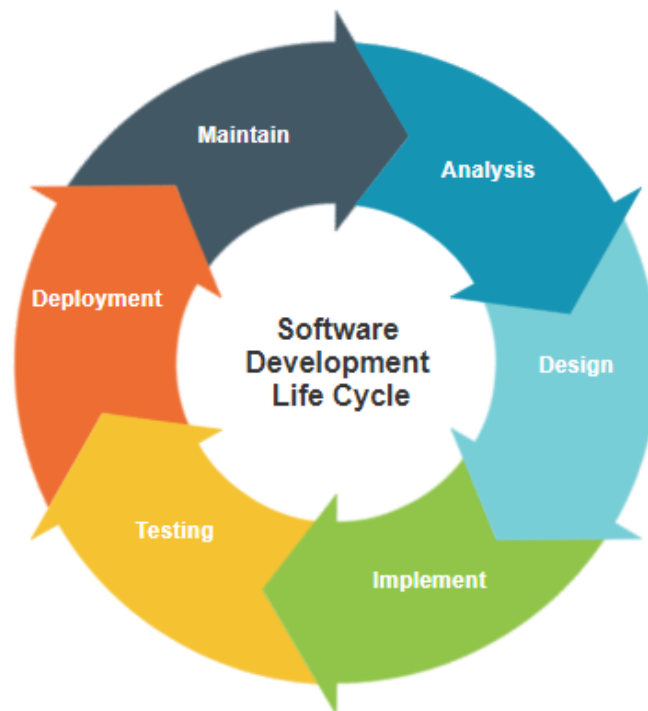 Maintain
Analysis
Deployment
Software
Development
Life Cycle
Design
Testing
Implement